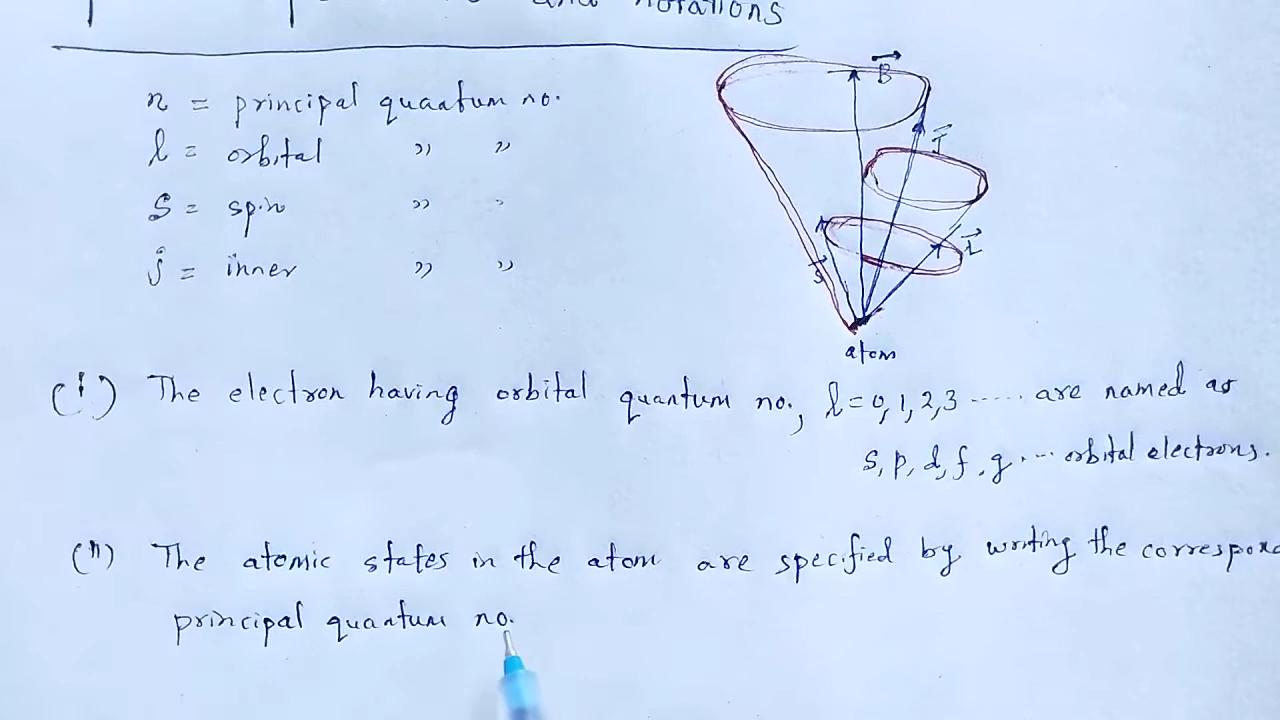 and notations
n = principal quantum no.
l = orbital " "
S = spin " "
j = inner " "
B
J
L
S
atom
(i) The electron having orbital quantum no., l = 0, 1, 2, 3 ..... are named as
s, p, d, f, g .... orbital electrons.
(ii) The atomic states in the atom are specified by writing the correspond
principal quantum no.